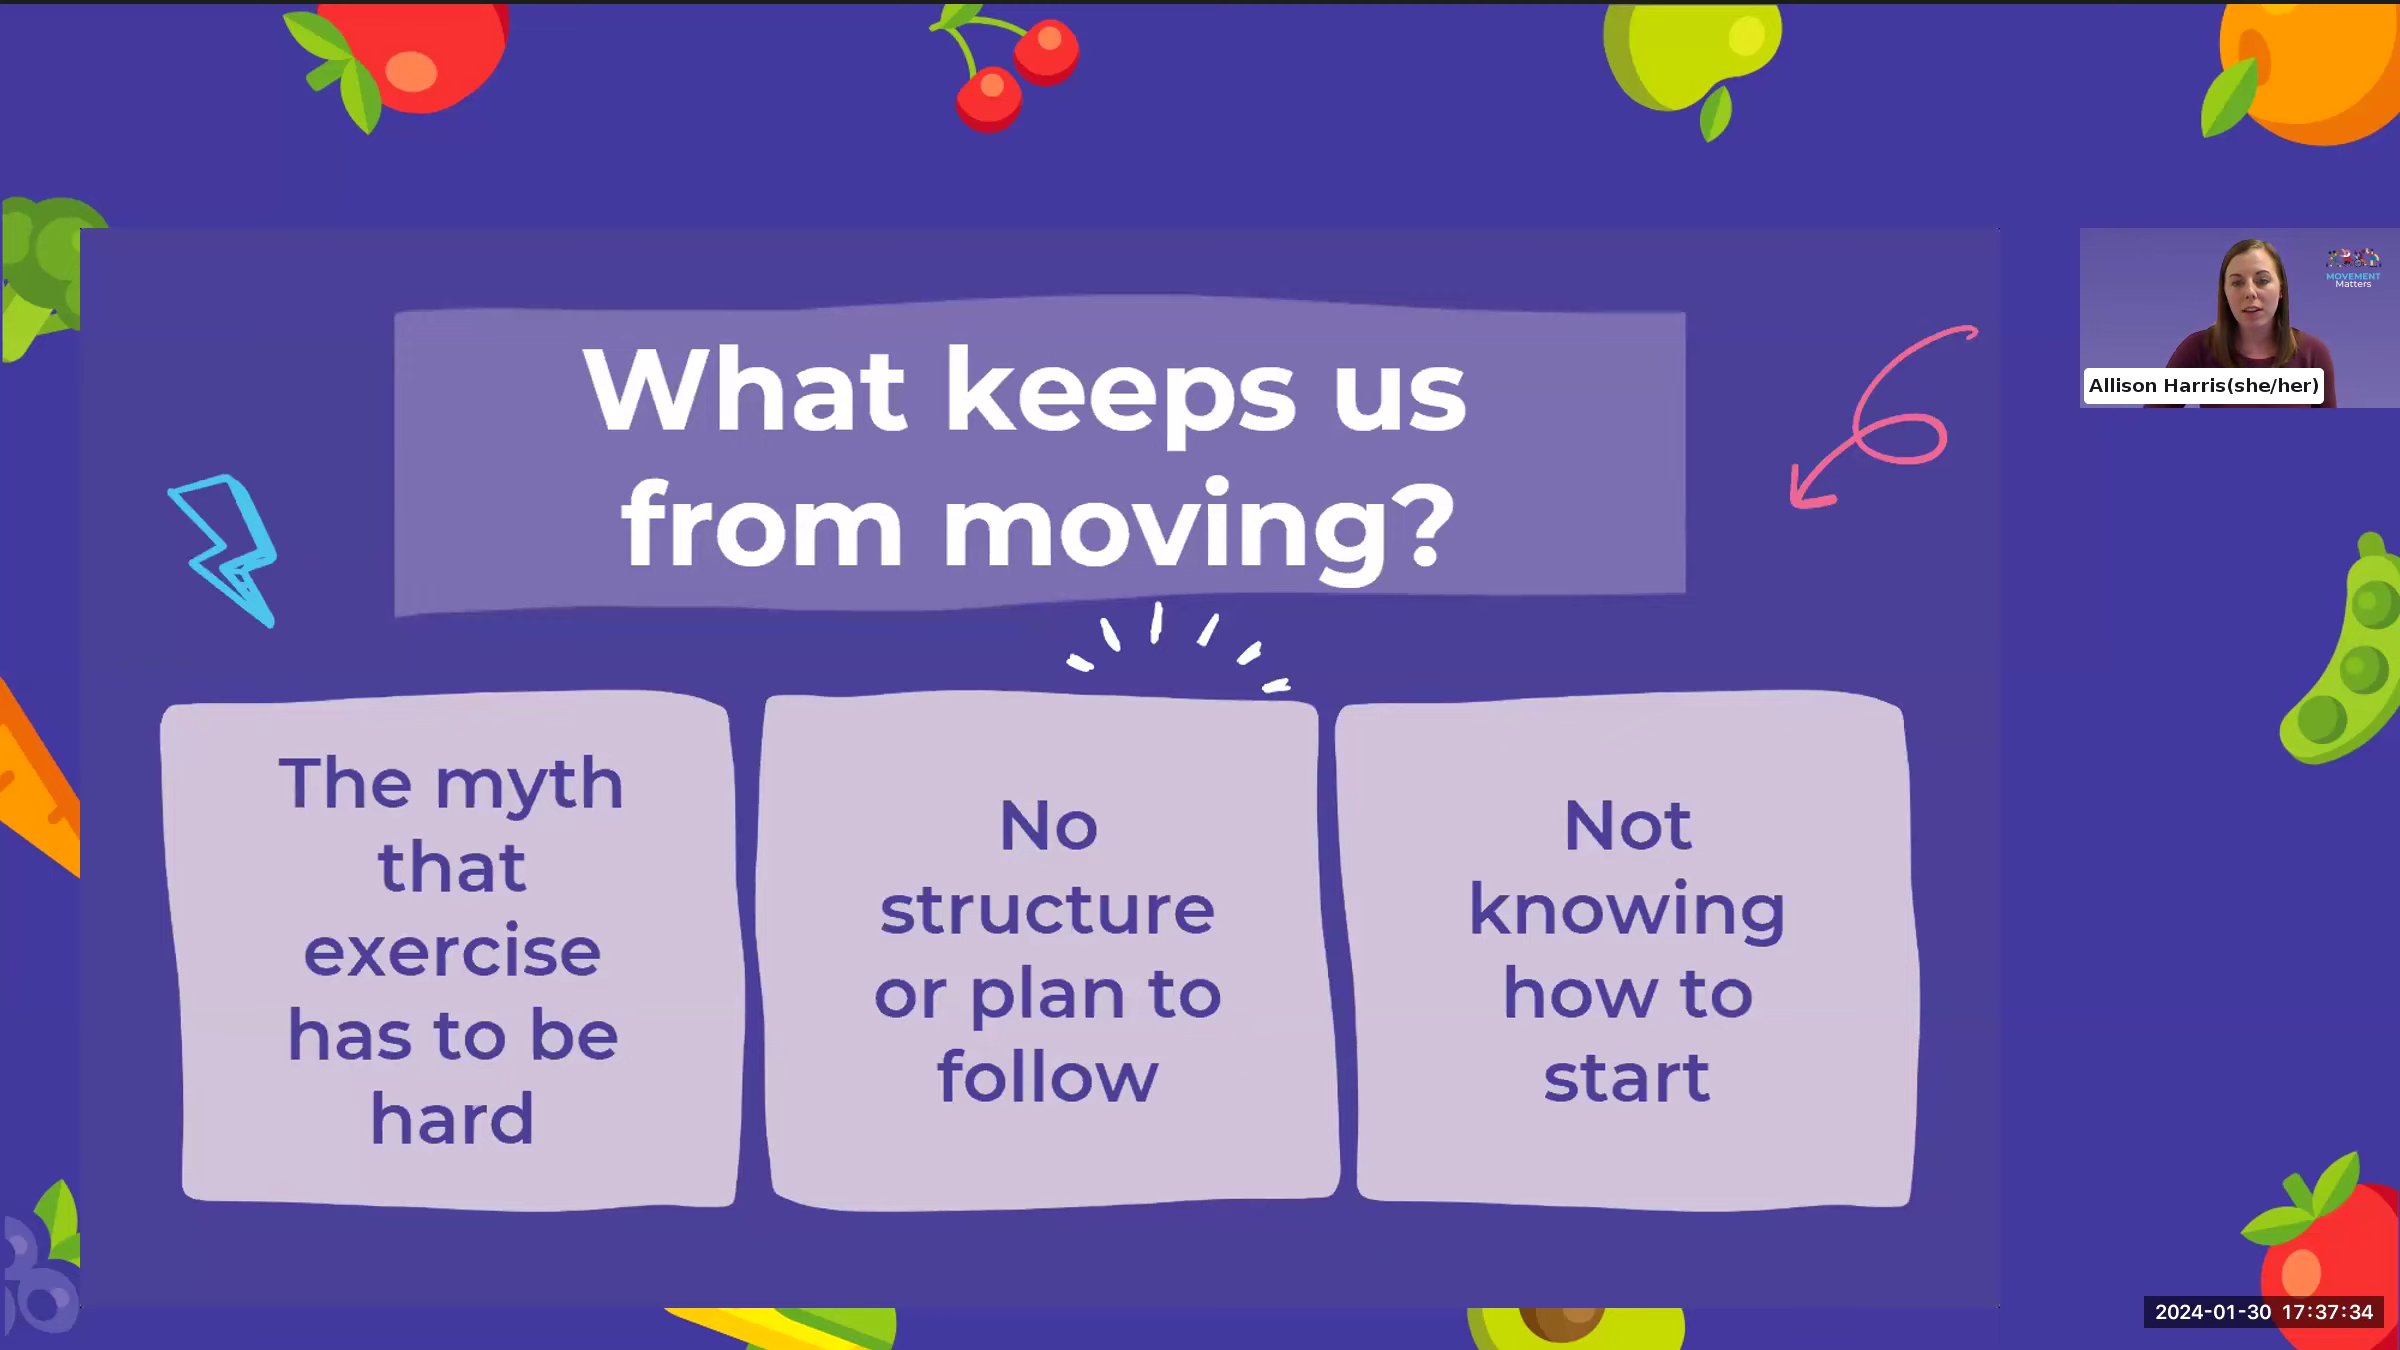 What keeps us
from moving?
MOVEMENT
Matters
Allison Harris(she/her)
The myth
that
exercise
has to be
hard
No
structure
or plan to
follow
Not
knowing
how to
start
2024-01-30 17:37:34